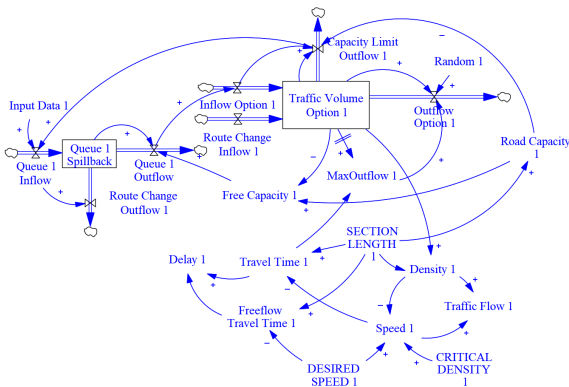 Capacity Limit
Outflow 1
Random 1
Input Data 1
Inflow Option 1
Traffic Volume
Option 1
Outflow
Option 1
Queue 1
Spillback
Route Change
Inflow 1
Road Capacity
1
Queue 1
Inflow
Queue 1
Outflow
MaxOutflow 1
Route Change
Outflow 1
Free Capacity 1
SECTION
LENGTH
1
Delay 1
Travel Time 1
Density 1
Freeflow
Travel Time 1
Traffic Flow 1
Speed 1
DESIRED
SPEED 1
CRITICAL
DENSITY
1